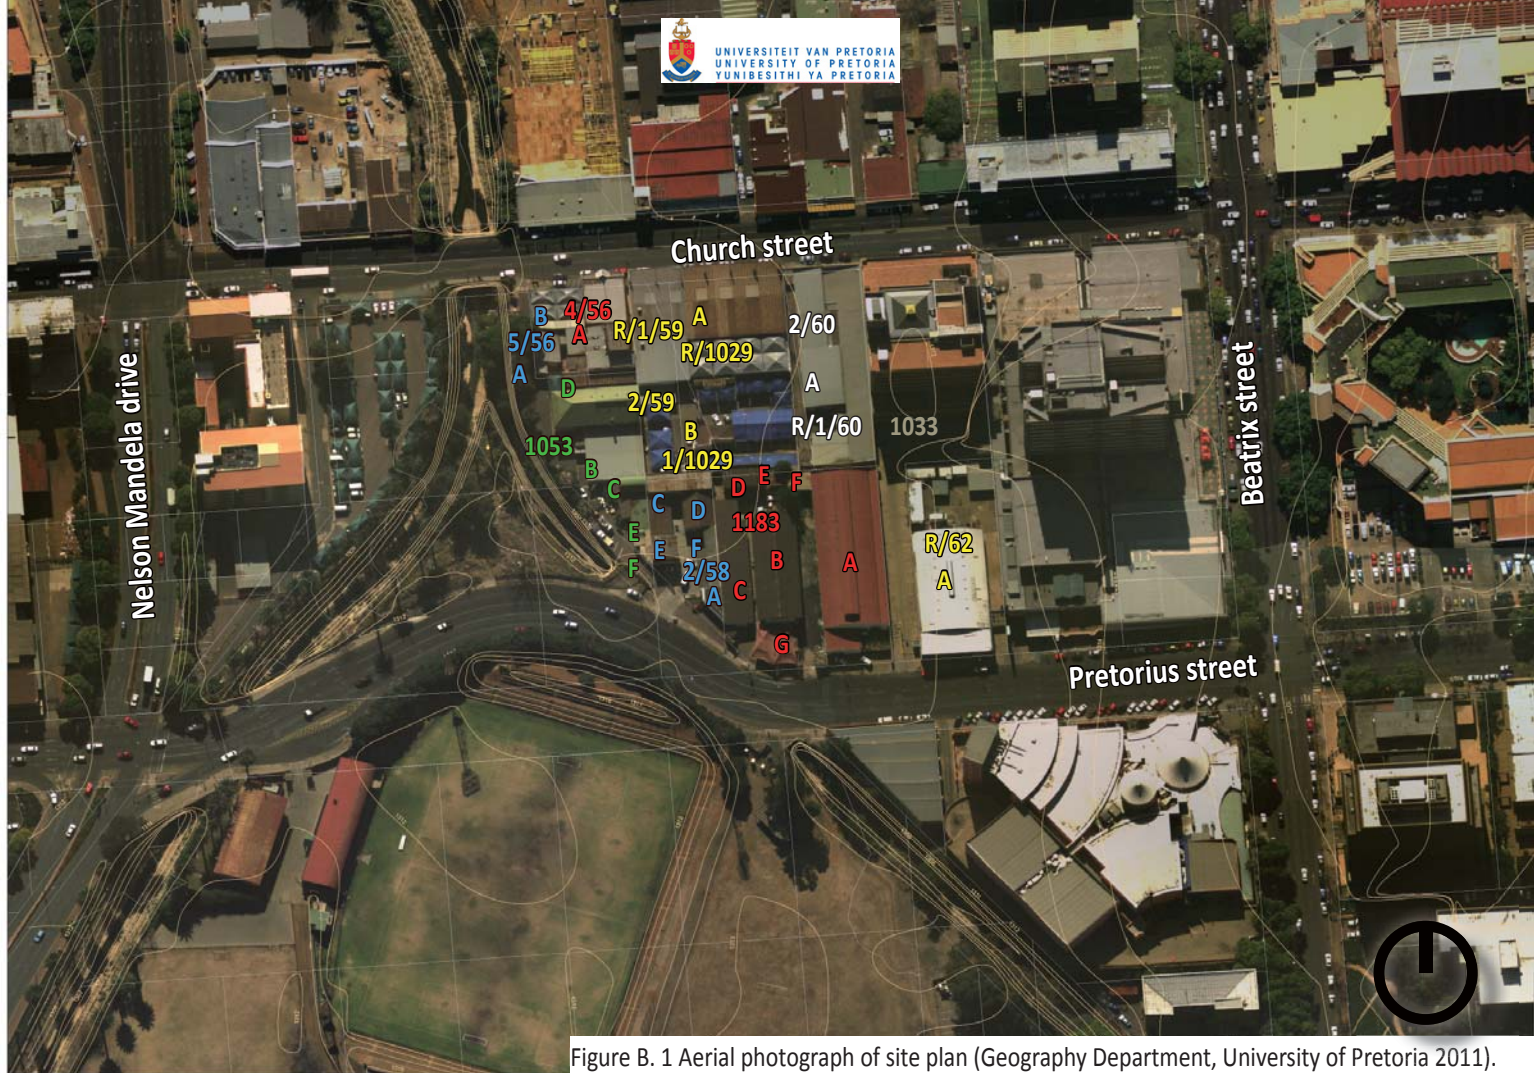 UNIVERSITEIT VAN PRETORIA
UNIVERSITY OF PRETORIA
YUNIBESITHI YA PRETORIA
Church street
Nelson Mandela drive
Beatrix street
Pretorius street
B
4/56
A
5/56
A
R/1/59
A
R/1029
2/60
A
D
2/59
B
R/1/60
1033
1053
1/1029
B
C
C
D
D
E
F
1183
E
E
F
F
2/58
A
B
C
A
G
R/62
A
Figure B. 1 Aerial photograph of site plan (Geography Department, University of Pretoria 2011).